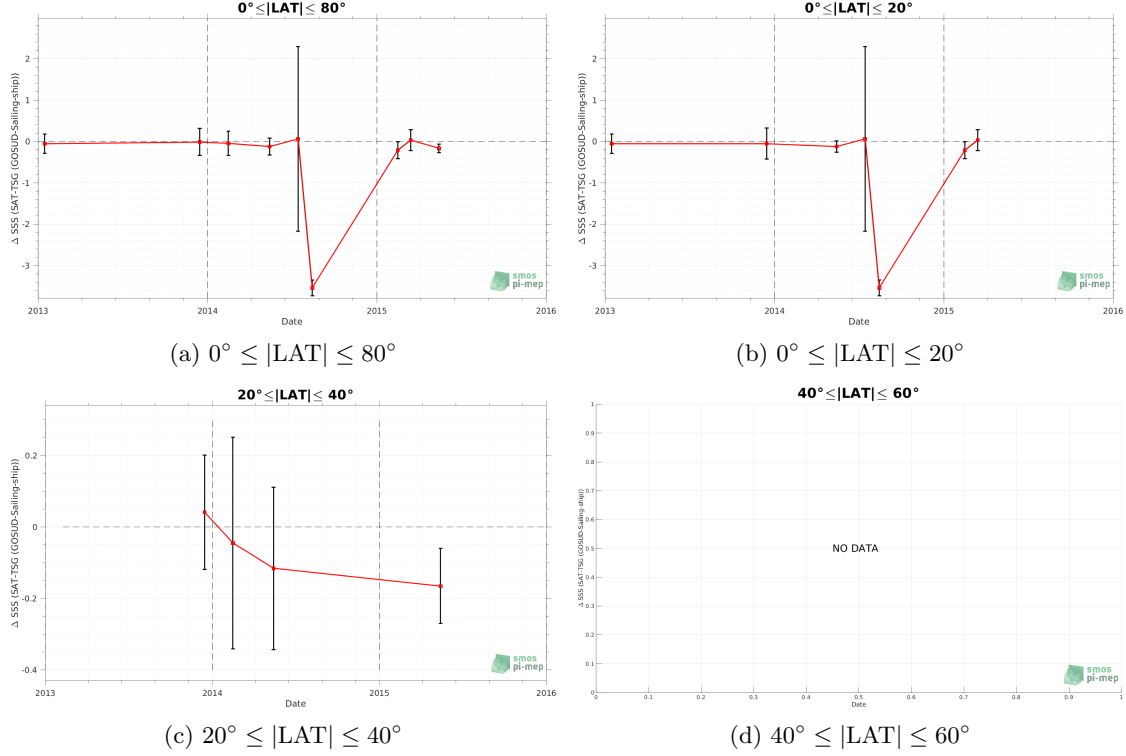 0°≤|LAT|≤ 80°
Δ SSS (SAT-TSG (GOSUD-Sailing-ship))
2
1
0
-1
-2
-3
2013
2014
2015
2016
Date
smos
pi-mep
(a) 0° ≤ |LAT| ≤ 80°
0°≤|LAT|≤ 20°
Δ SSS (SAT-TSG (GOSUD-Sailing-ship))
2
1
0
-1
-2
-3
2013
2014
2015
2016
Date
smos
pi-mep
(b) 0° ≤ |LAT| ≤ 20°
20°≤|LAT|≤ 40°
Δ SSS (SAT-TSG (GOSUD-Sailing-ship))
0.2
0
-0.2
-0.4
2013
2014
2015
2016
Date
smos
pi-mep
(c) 20° ≤ |LAT| ≤ 40°
40°≤|LAT|≤ 60°
Δ SSS (SAT-TSG (GOSUD-Sailing-ship))
1
0.9
0.8
0.7
0.6
0.5
0.4
0.3
0.2
0.1
0
NO DATA
0
0.1
0.2
0.3
0.4
0.5
0.6
0.7
0.8
0.9
1
Date
smos
pi-mep
(d) 40° ≤ |LAT| ≤ 60°